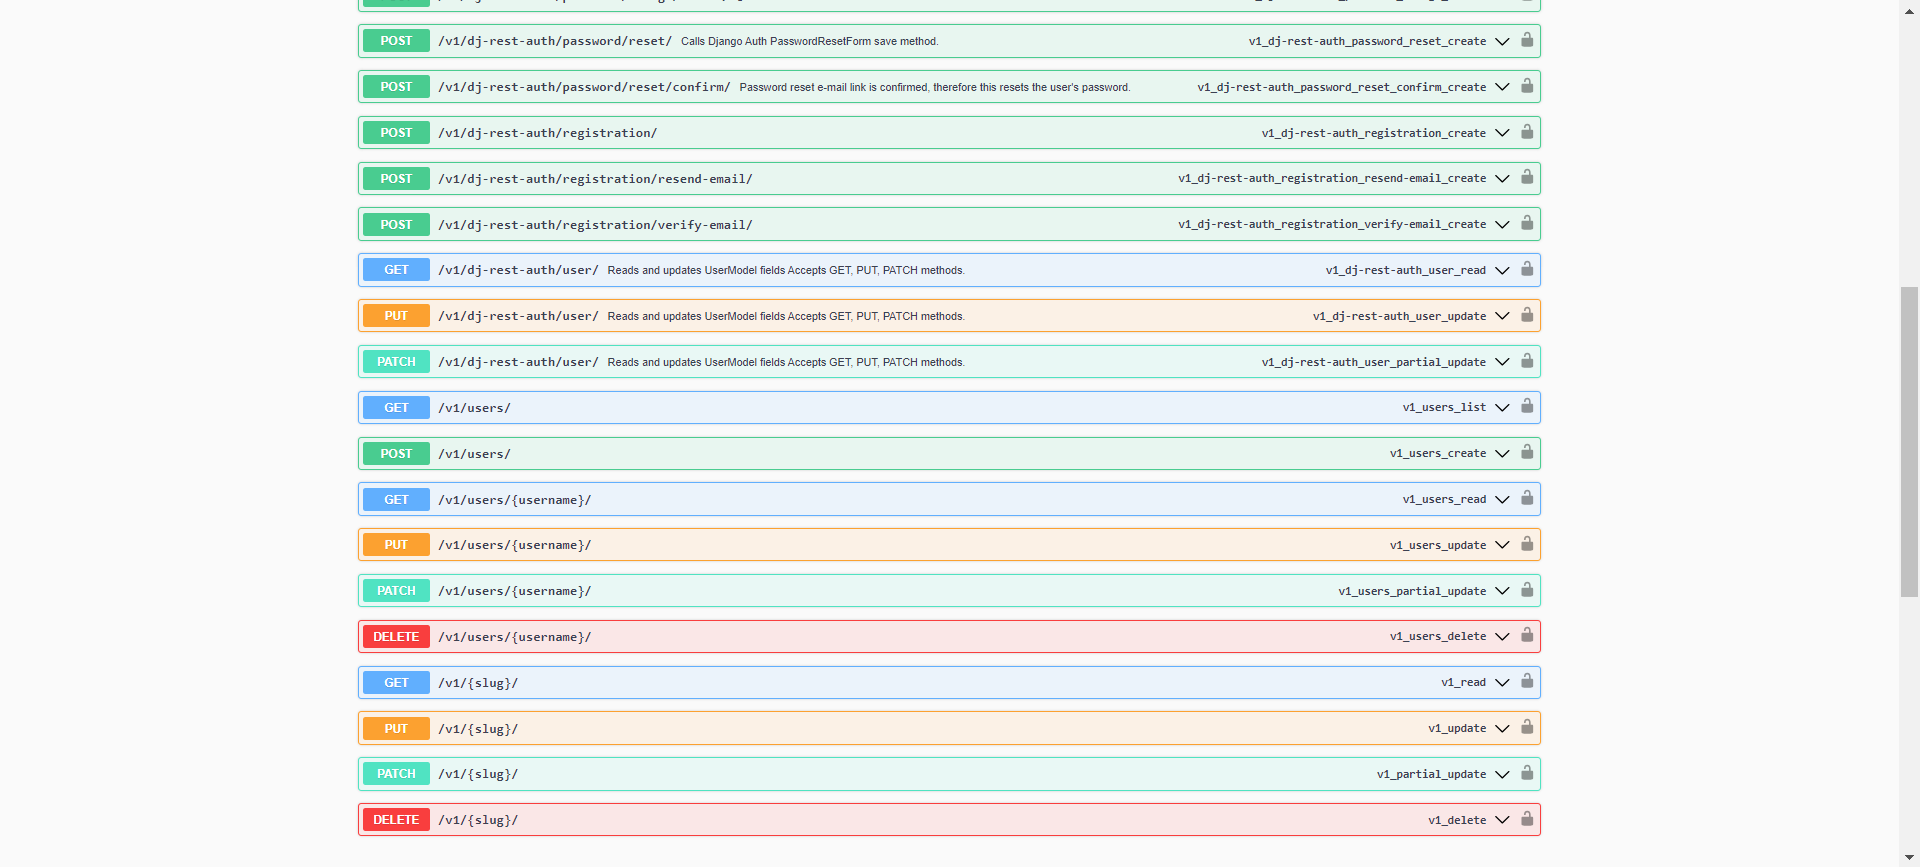 POST /v1/dj-rest-auth/password/reset/ Calls Django Auth PasswordResetForm save method. v1_dj-rest-auth_password_reset_create
POST /v1/dj-rest-auth/password/reset/confirm/ Password reset e-mail link is confirmed, therefore this resets the user's password. v1_dj-rest-auth_password_reset_confirm_create
POST /v1/dj-rest-auth/registration/ v1_dj-rest-auth_registration_create
POST /v1/dj-rest-auth/registration/resend-email/ v1_dj-rest-auth_registration_resend-email_create
POST /v1/dj-rest-auth/registration/verify-email/ v1_dj-rest-auth_registration_verify-email_create
GET /v1/dj-rest-auth/user/ Reads and updates UserModel fields Accepts GET, PUT, PATCH methods. v1_dj-rest-auth_user_read
PUT /v1/dj-rest-auth/user/ Reads and updates UserModel fields Accepts GET, PUT, PATCH methods. v1_dj-rest-auth_user_update
PATCH /v1/dj-rest-auth/user/ Reads and updates UserModel fields Accepts GET, PUT, PATCH methods. v1_dj-rest-auth_user_partial_update
GET /v1/users/ v1_users_list
POST /v1/users/ v1_users_create
GET /v1/users/{username}/ v1_users_read
PUT /v1/users/{username}/ v1_users_update
PATCH /v1/users/{username}/ v1_users_partial_update
DELETE /v1/users/{username}/ v1_users_delete
GET /v1/{slug}/ v1_read
PUT /v1/{slug}/ v1_update
PATCH /v1/{slug}/ v1_partial_update
DELETE /v1/{slug}/ v1_delete